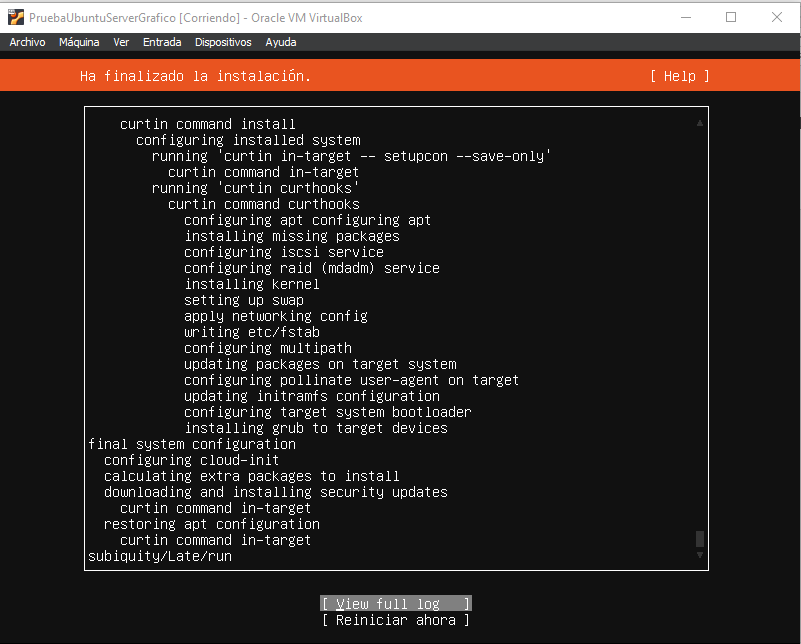 PruebaUbuntuServerGrafico [Corriendo] - Oracle VM VirtualBox
Archivo Máquina Ver Entrada Dispositivos Ayuda
Ha finalizado la instalación. [ Help ]
curtin command install
configuring installed system
running 'curtin in-target -- setupcon --save-only'
curtin command in-target
running 'curtin curthooks'
curtin command curthooks
configuring apt configuring apt
installing missing packages
configuring iscsi service
configuring raid (mdadm) service
installing kernel
setting up swap
apply networking config
writing etc/fstab
configuring multipath
updating packages on target system
configuring pollinate user-agent on target
updating initramfs configuration
configuring target system bootloader
installing grub to target devices
final system configuration
configuring cloud-init
calculating extra packages to install
downloading and installing security updates
curtin command in-target
restoring apt configuration
curtin command in-target
subiquity/Late/run
[ View full log ]
[ Reiniciar ahora ]